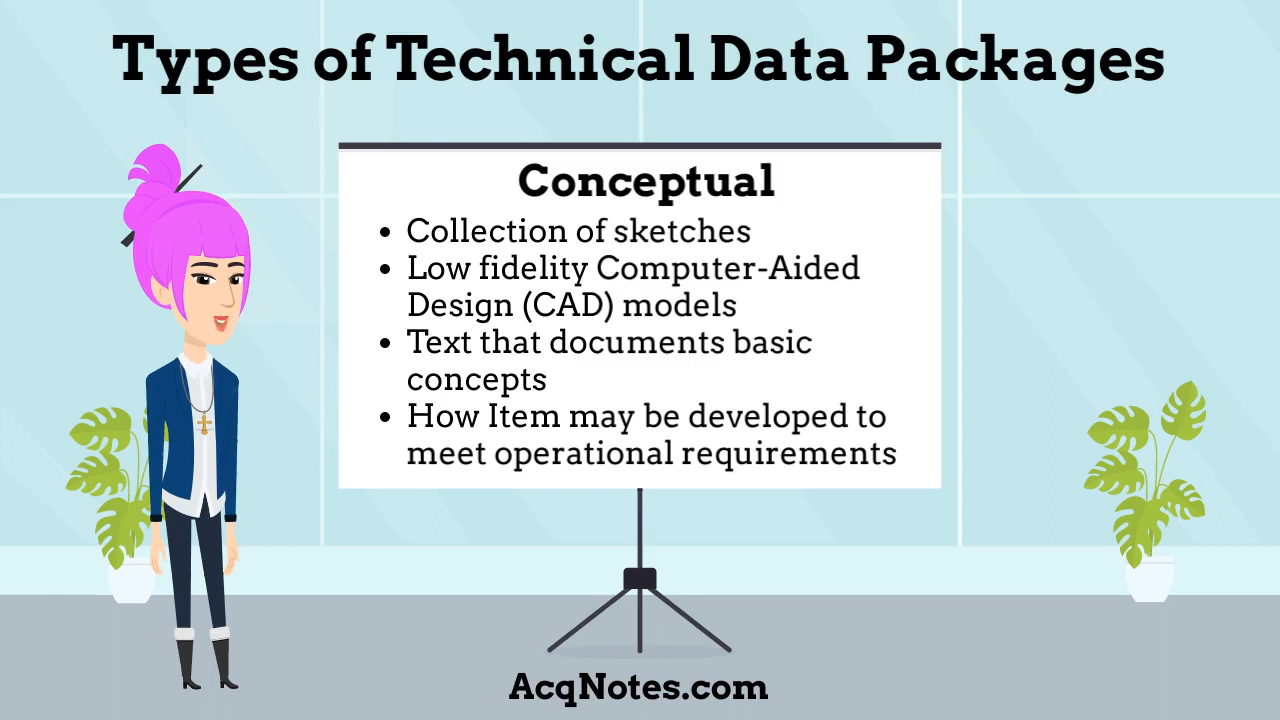 Types of Technical Data Packages
Conceptual
• Collection of sketches
• Low fidelity Computer-Aided
Design (CAD) models
• Text that documents basic
concepts
• How Item may be developed to
meet operational requirements
AcqNotes.com